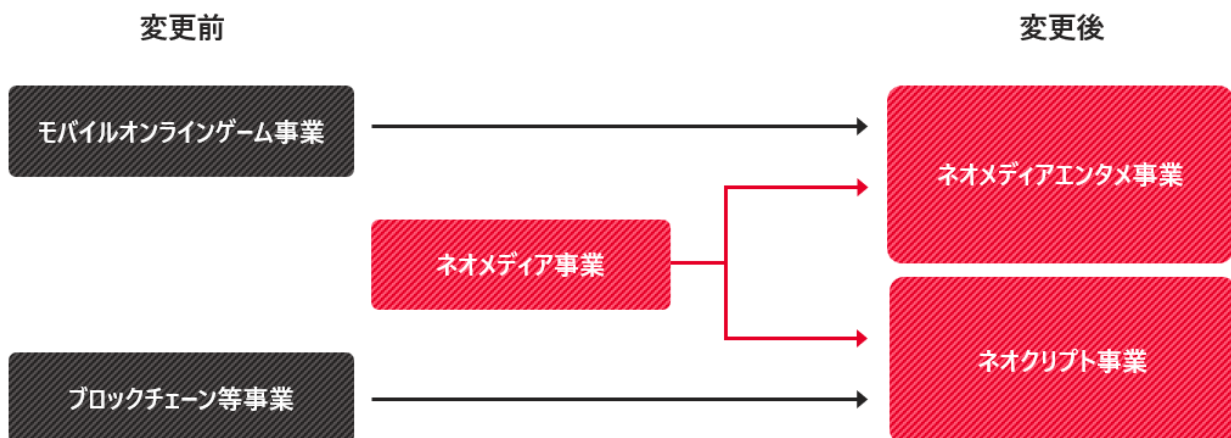 変更前
変更後
モバイルオンラインゲーム事業
ネオメディアエンタメ事業
ネオメディア事業
ネオクリプト事業
ブロックチェーン等事業